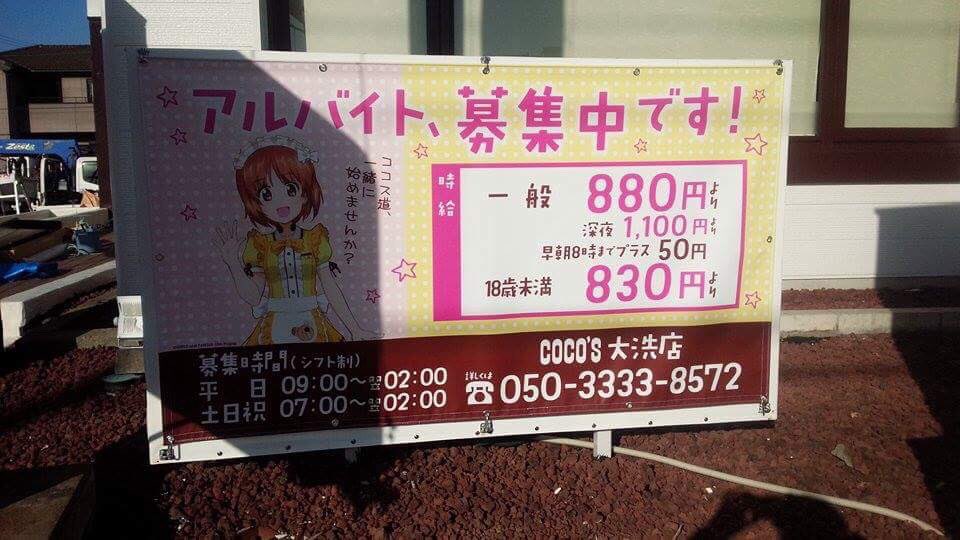 アルバイト、募集中です!
ココス道、
一緒に
始めませんか?
時給
一般 880円より
深夜 1,100円より
早朝8時までプラス50円
18歳未満 830円より
募集時間(シフト制)
平日 09:00〜翌02:00
土日祝 07:00〜翌02:00
COCO'S 大洗店
詳しくは ☎050-3333-8572
Zesta